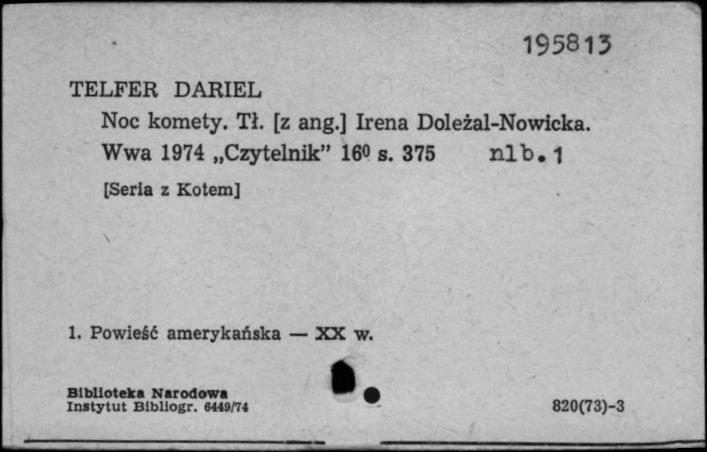 195813
TELFER DARIEL
Noc komety. Tł. [z ang.] Irena Doleżal-Nowicka.
Wwa 1974 „Czytelnik” 16⁰ s. 375 nlb.1
[Seria z Kotem]
1. Powieść amerykańska — XX w.
Biblioteka Narodowa
Instytut Bibliogr. 6449/74 820(73)-3